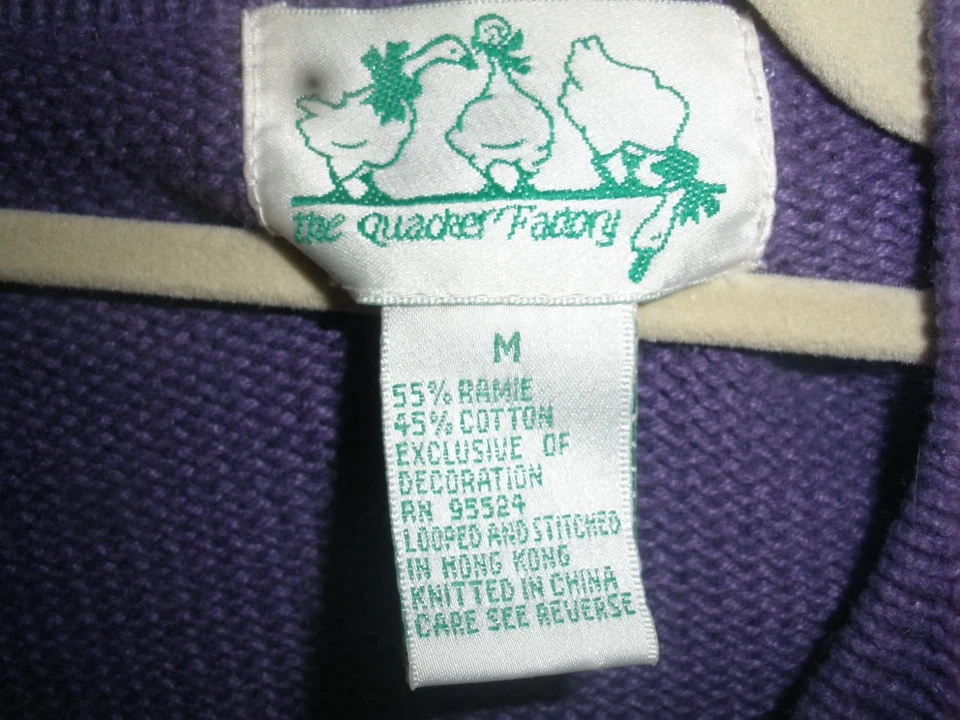 the Quacker Factory
M
55% RAMIE
45% COTTON
EXCLUSIVE OF
DECORATION
RN 95524
LOOPED AND STITCHED
IN HONG KONG
KNITTED IN CHINA
CARE SEE REVERSE